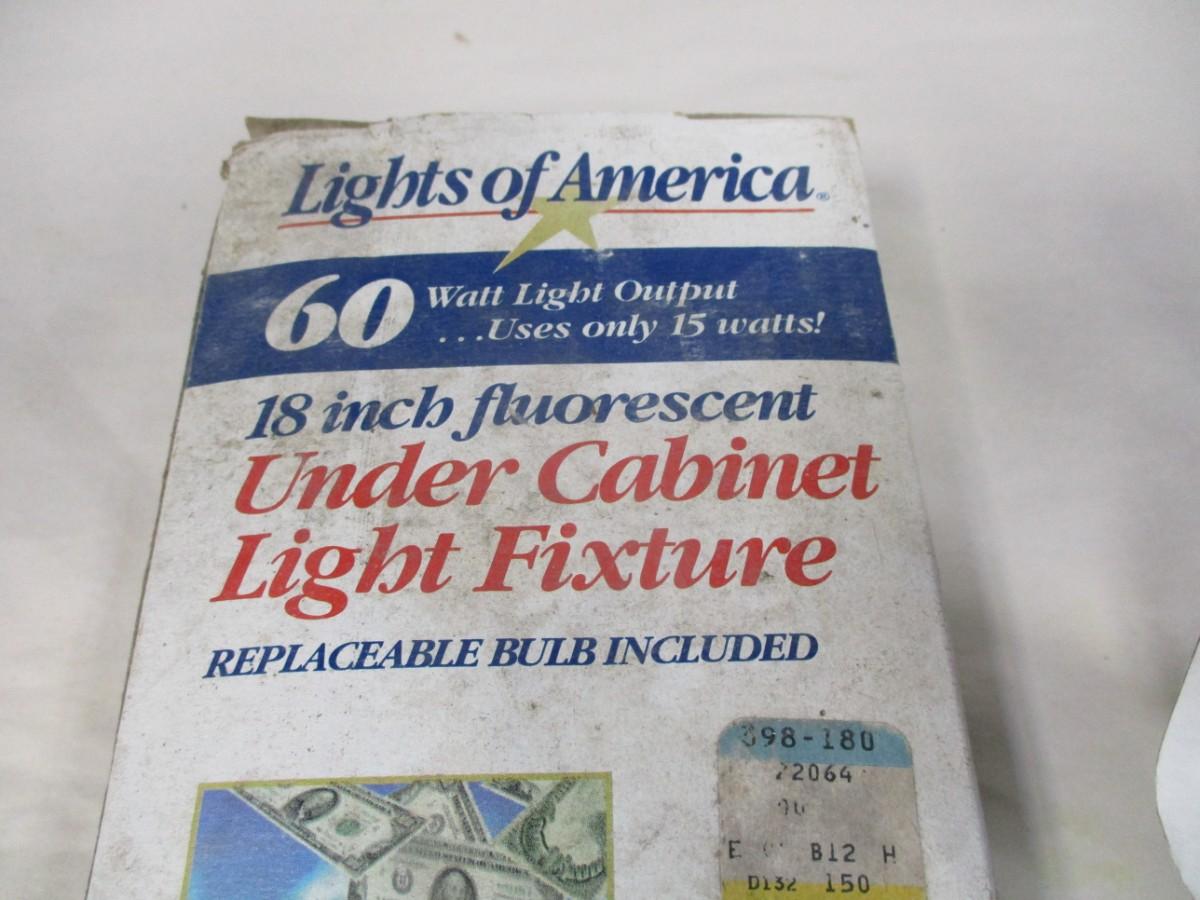 Lights of America®
60 Watt Light Output
...Uses only 15 watts!
18 inch fluorescent
Under Cabinet
Light Fixture
REPLACEABLE BULB INCLUDED
398-180
22064
E B12 H
D132 150